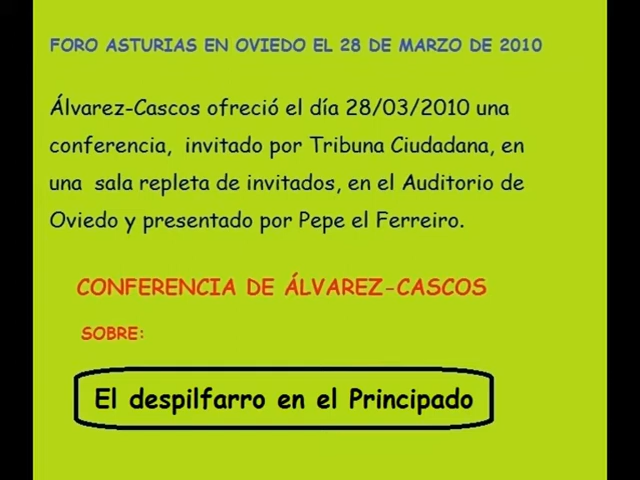 FORO ASTURIAS EN OVIEDO EL 28 DE MARZO DE 2010
Álvarez-Cascos ofreció el día 28/03/2010 una
conferencia, invitado por Tribuna Ciudadana, en
una sala repleta de invitados, en el Auditorio de
Oviedo y presentado por Pepe el Ferreiro.
CONFERENCIA DE ÁLVAREZ-CASCOS
SOBRE:
El despilfarro en el Principado